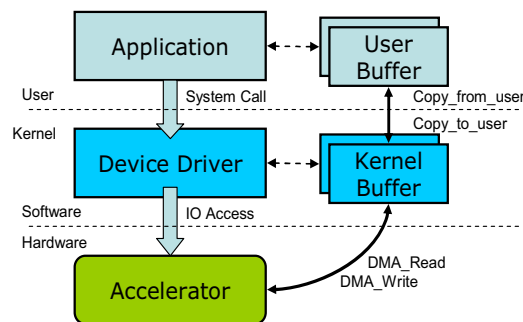 Application
User
Buffer
User
System Call
Copy_from_user
Kernel
Copy_to_user
Device Driver
Kernel
Buffer
Software
IO Access
Hardware
DMA_Read
DMA_Write
Accelerator